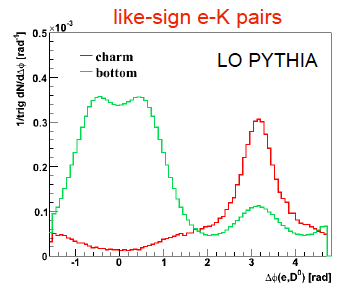 like-sign e-K pairs
×10⁻³
0.5
0.4
0.3
0.2
0.1
0
1/trig dN/dΔϕ [rad⁻¹]
charm
bottom
LO PYTHIA
-1 0 1 2 3 4
Δϕ(e,D⁰) [rad]